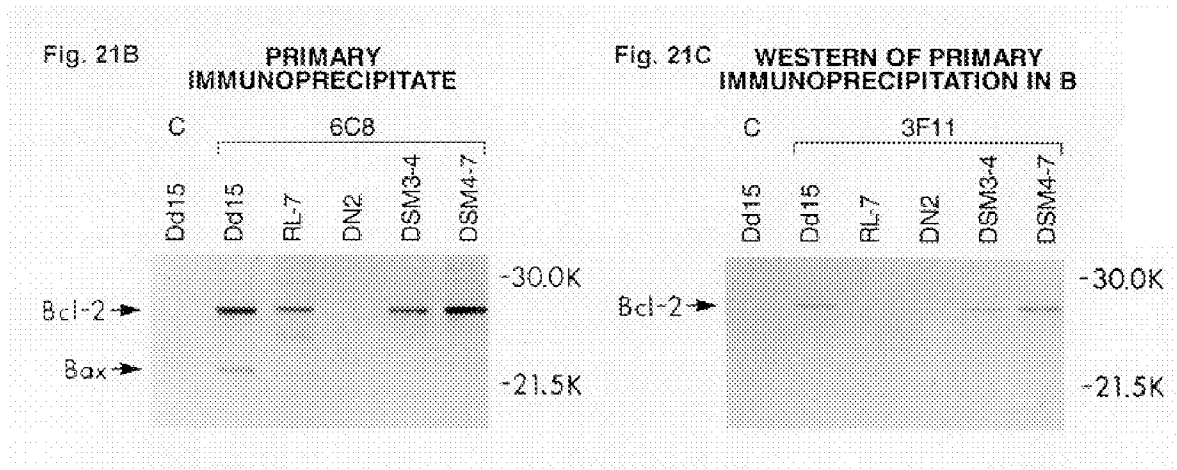 Fig. 21B
PRIMARY
IMMUNOPRECIPITATE
C
6C8
Dd15
Dd15
RL-7
DN2
DSM3-4
DSM4-7
-30.0K
Bcl-2
Bax
-21.5K
Fig. 21C
WESTERN OF PRIMARY
IMMUNOPRECIPITATION IN B
C
3F11
Dd15
Dd15
RL-7
DN2
DSM3-4
DSM4-7
-30.0K
Bcl-2
-21.5K